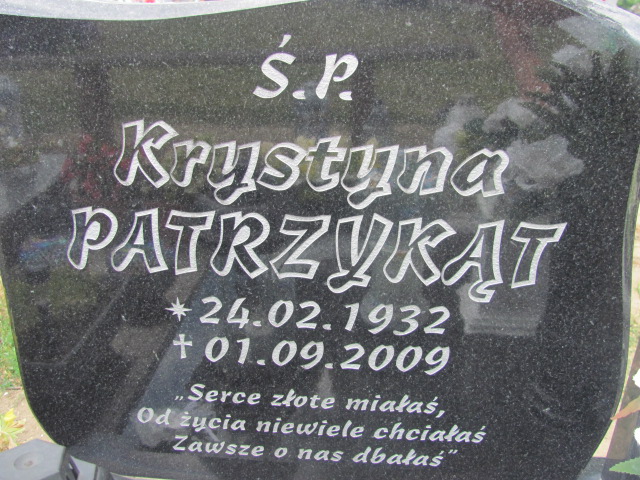 Ś.P.
Krystyna
PATRZYKĄT
* 24.02.1932
† 01.09.2009
„Serce złote miałaś,
Od życia niewiele chciałaś
Zawsze o nas dbałaś”